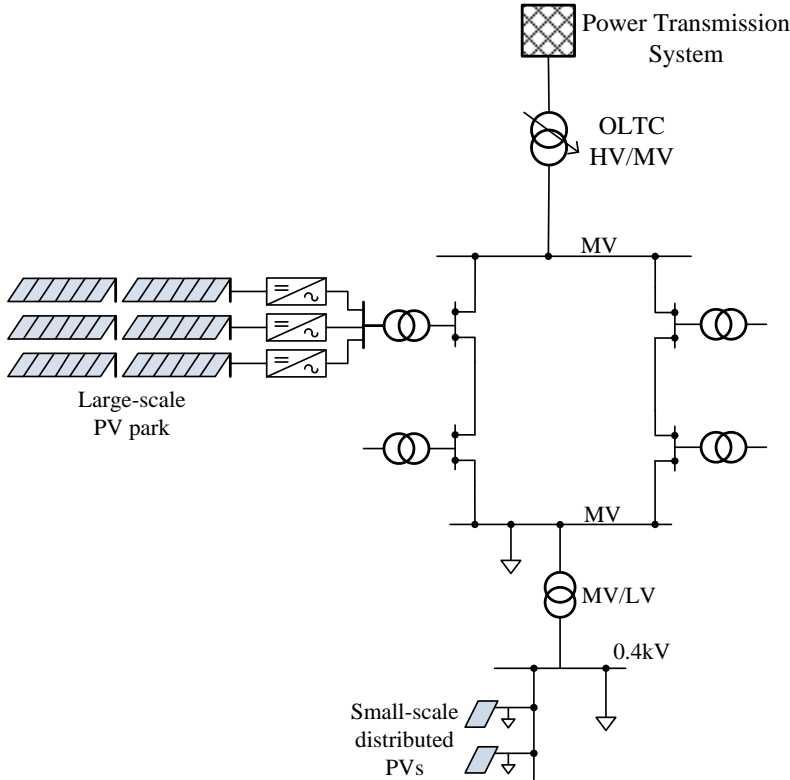 Power Transmission
System
OLTC
HV/MV
MV
Large-scale
PV park
MV
MV/LV
0.4kV
Small-scale
distributed
PVs